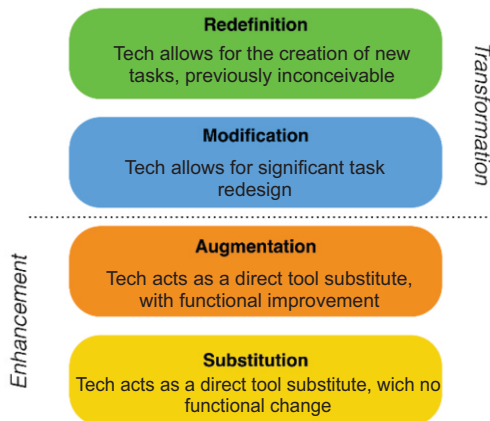 Redefinition
Tech allows for the creation of new
tasks, previously inconceivable
Transformation
Modification
Tech allows for significant task
redesign
Augmentation
Tech acts as a direct tool substitute,
with functional improvement
Enhancement
Substitution
Tech acts as a direct tool substitute, wich no
functional change